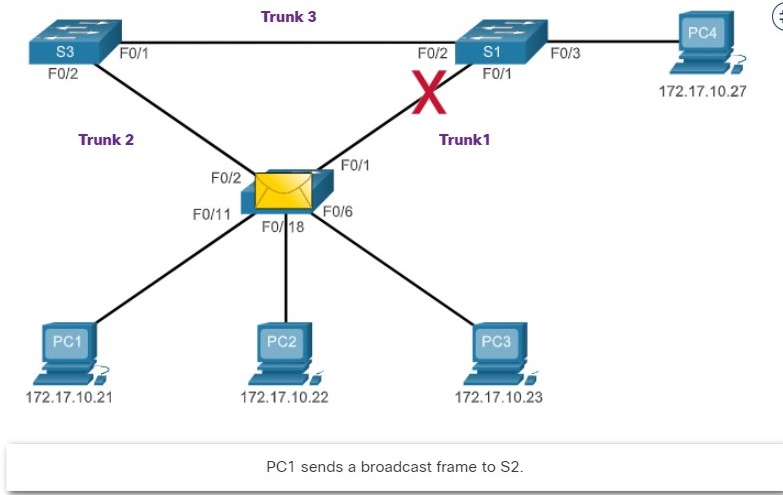 Trunk 3
S3
F0/1
F0/2
S1
F0/3
PC4
F0/2
F0/1
172.17.10.27
Trunk 2
Trunk1
F0/1
F0/2
F0/11
F0/6
F0/18
PC1
PC2
PC3
172.17.10.21
172.17.10.22
172.17.10.23
PC1 sends a broadcast frame to S2.